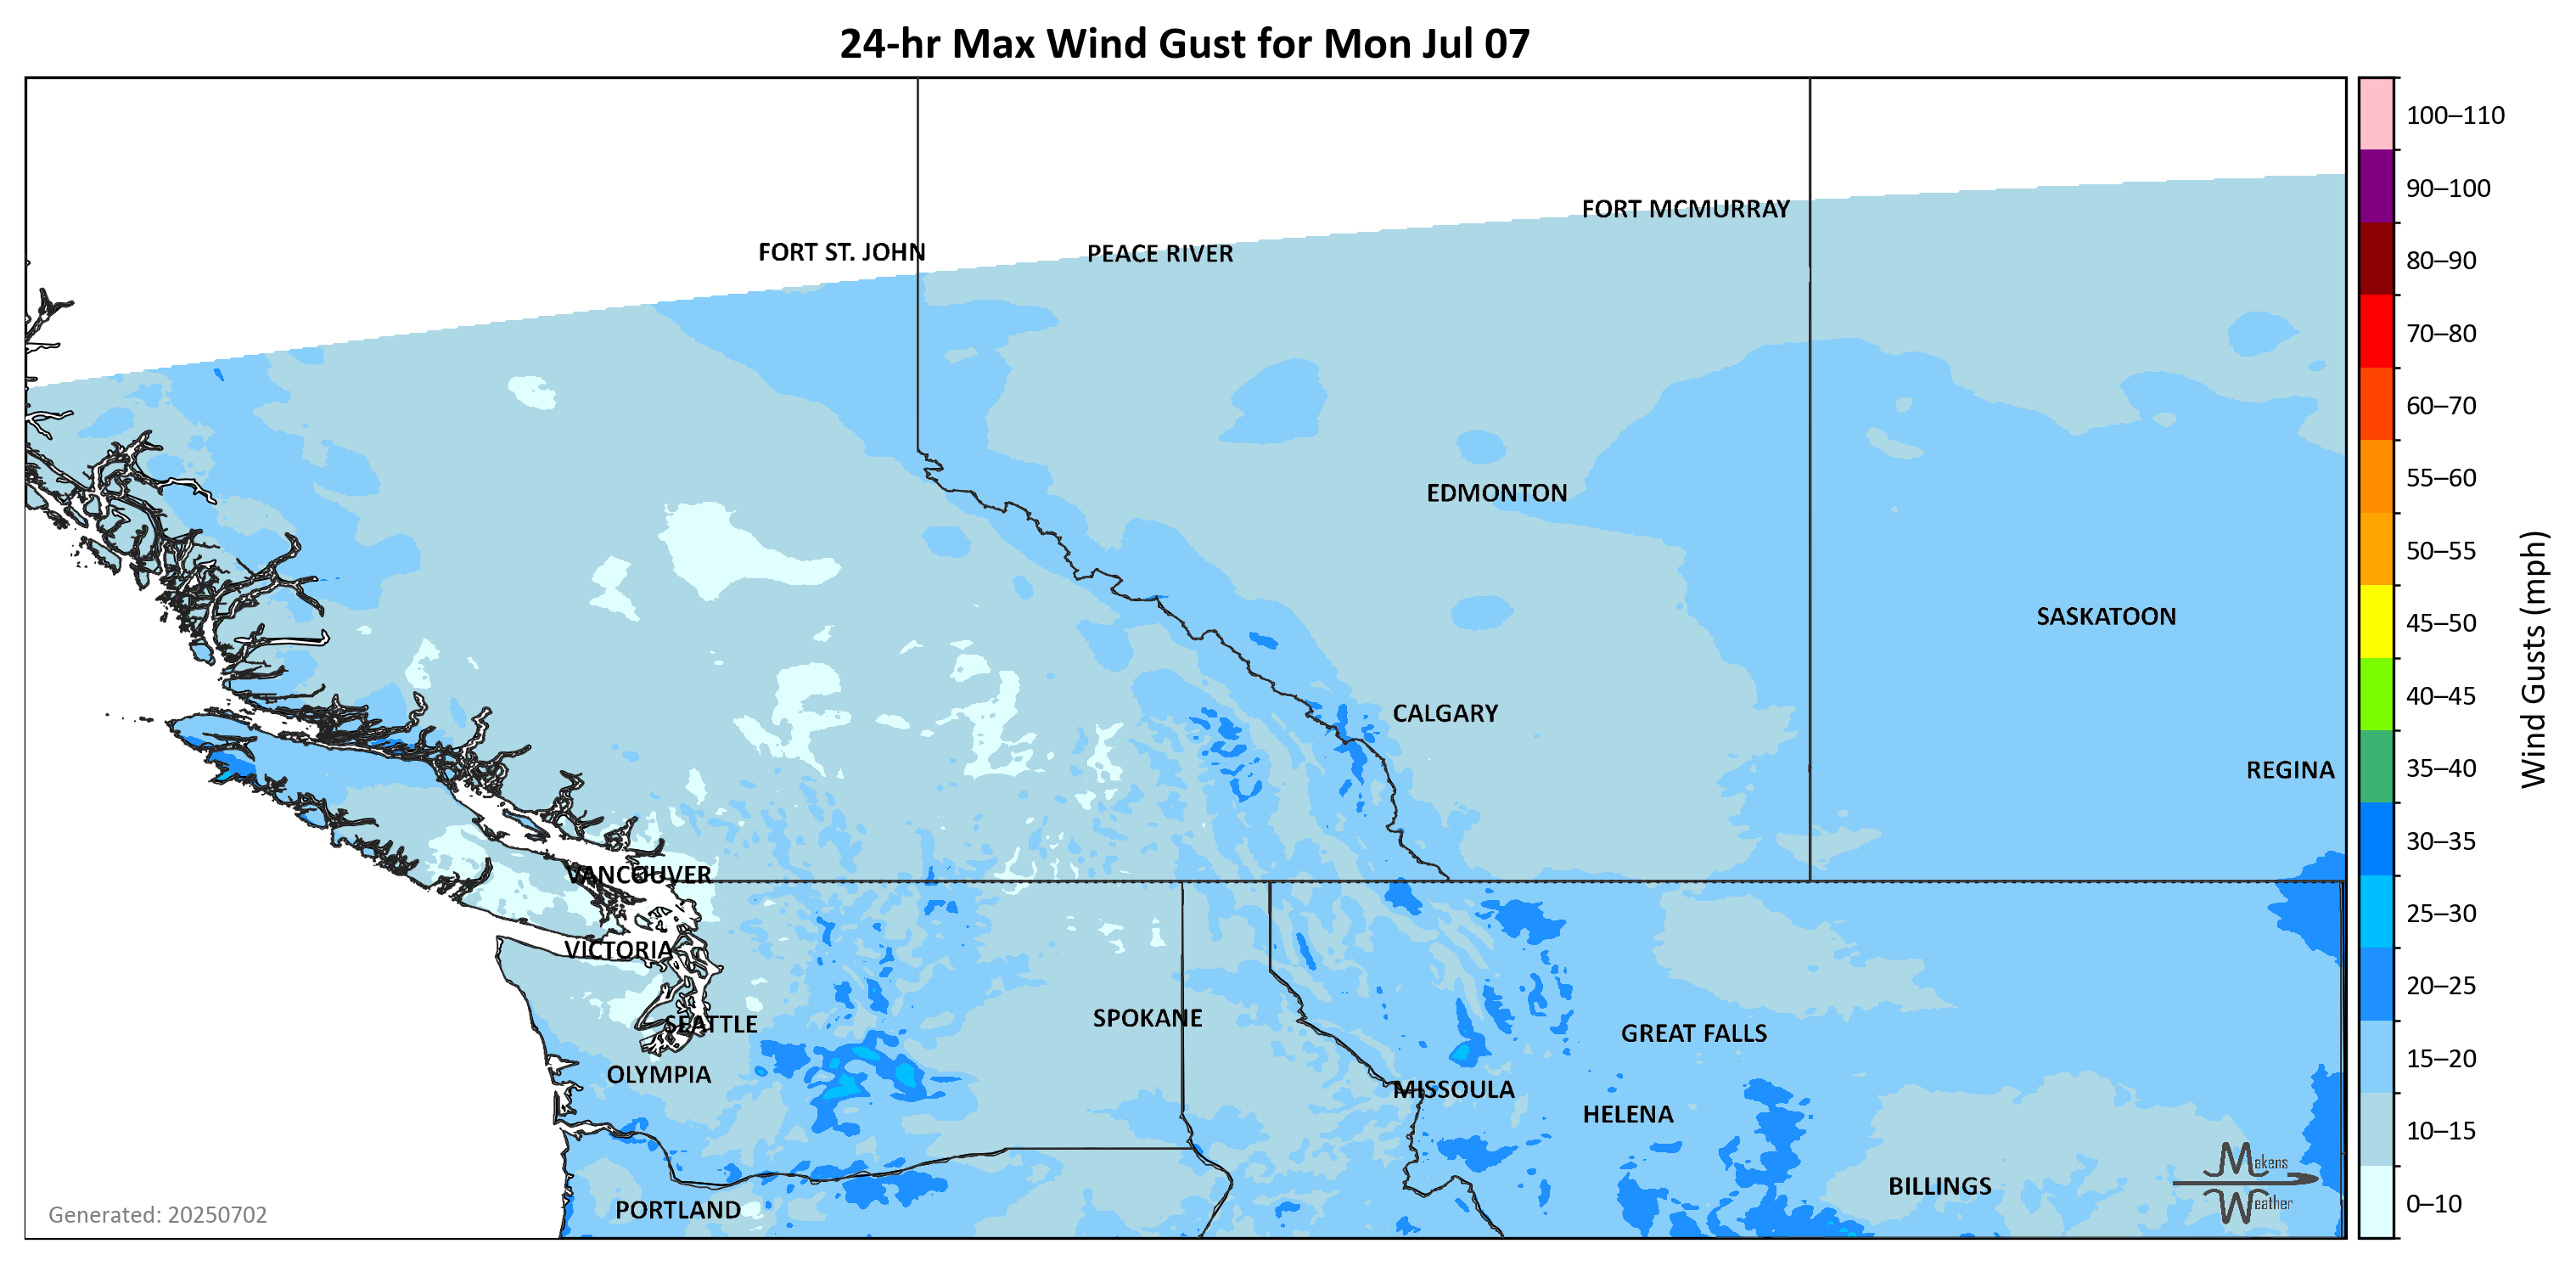 24-hr Max Wind Gust for Mon Jul 07
100–110
90–100
80–90
70–80
60–70
55–60
50–55
45–50
40–45
35–40
30–35
25–30
20–25
15–20
10–15
0–10
Wind Gusts (mph)
FORT MCMURRAY
FORT ST. JOHN
PEACE RIVER
EDMONTON
SASKATOON
CALGARY
REGINA
VANCOUVER
VICTORIA
SEATTLE
SPOKANE
GREAT FALLS
OLYMPIA
MISSOULA
HELENA
BILLINGS
PORTLAND
Makens
Weather
Generated: 20250702